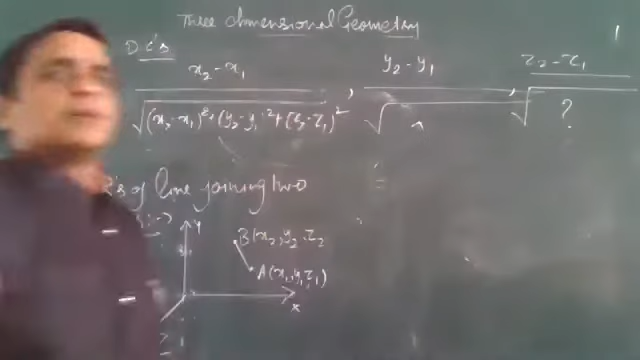 Three dimensional Geometry
1
D.C's
x₂-x₁ , y₂-y₁ , z₂-z₁
√(x₂-x₁)²+(y₂-y₁)²+(z₂-z₁)² √ " √ ?
's of line joining two =
y
B(x₂,y₂,z₂
A(x₁,y₁,z₁)
x
z